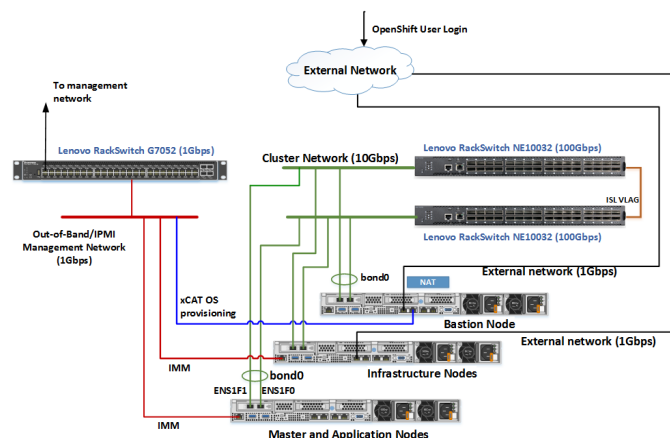 OpenShift User Login
External Network
To management
network
Lenovo RackSwitch G7052 (1Gbps)
Lenovo RackSwitch NE10032 (100Gbps)
Cluster Network (10Gbps)
ISL VLAG
Out-of-Band/IPMI
Management Network
(1Gbps)
Lenovo RackSwitch NE10032 (100Gbps)
External network (1Gbps)
bond0
NAT
xCAT OS
provisioning
Bastion Node
External network (1Gbps)
IMM
bond0
Infrastructure Nodes
ENS1F1
ENS1F0
IMM
Master and Application Nodes